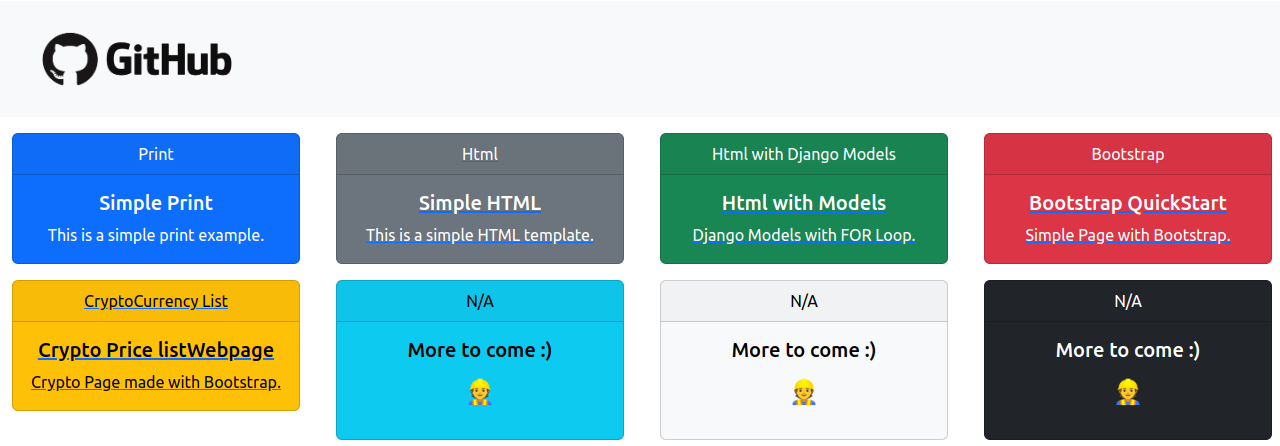 GitHub
Print
Simple Print
This is a simple print example.
Html
Simple HTML
This is a simple HTML template.
Html with Django Models
Html with Models
Django Models with FOR Loop.
Bootstrap
Bootstrap QuickStart
Simple Page with Bootstrap.
CryptoCurrency List
Crypto Price listWebpage
Crypto Page made with Bootstrap.
N/A
More to come :)
N/A
More to come :)
N/A
More to come :)